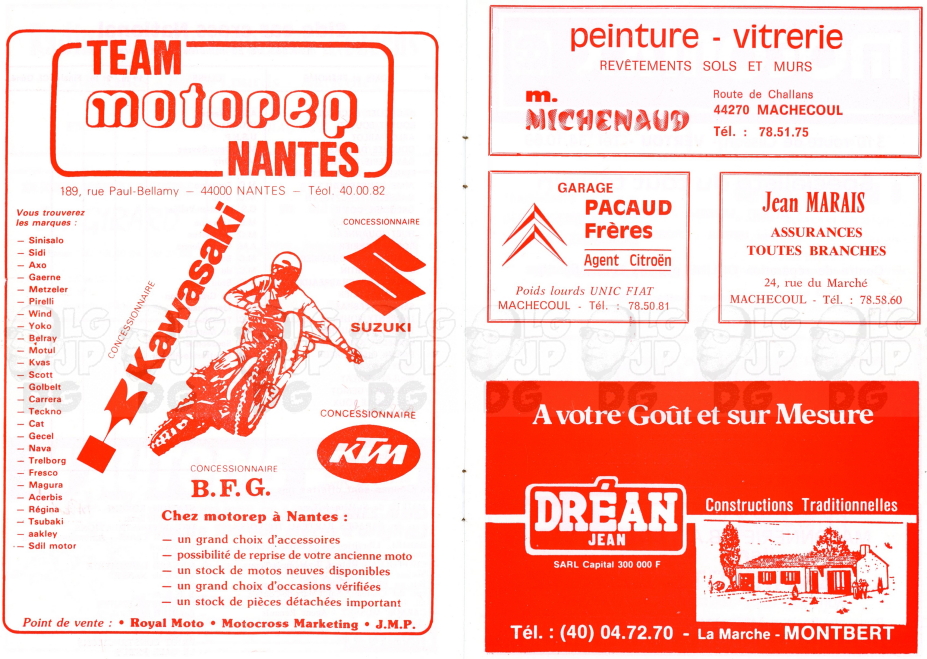 TEAM
motorep
NANTES
189, rue Paul-Bellamy — 44000 NANTES — Téol. 40.00.82
Vous trouverez
les marques :
— Sinisalo
— Sidi
— Axo
— Gaerne
— Metzeler
— Pirelli
— Wind
— Yoko
— Belray
— Motul
— Kvas
— Scott
— Golbelt
— Carrera
— Teckno
— Cat
— Gecel
— Nava
— Trelborg
— Fresco
— Magura
— Acerbis
— Régina
— Tsubaki
— aakley
— Sdil motor
CONCESSIONNAIRE
Kawasaki
CONCESSIONNAIRE
SUZUKI
CONCESSIONNAIRE
KTM
CONCESSIONNAIRE
B.F.G.
Chez motorep à Nantes :
— un grand choix d'accessoires
— possibilité de reprise de votre ancienne moto
— un stock de motos neuves disponibles
— un grand choix d'occasions vérifiées
— un stock de pièces détachées important
Point de vente : • Royal Moto • Motocross Marketing • J.M.P.
peinture - vitrerie
REVÊTEMENTS SOLS ET MURS
m.
MICHENAUD
Route de Challans
44270 MACHECOUL
Tél. : 78.51.75
GARAGE
PACAUD
Frères
Agent Citroën
Poids lourds UNIC FIAT
MACHECOUL - Tél. : 78.50.81
Jean MARAIS
ASSURANCES
TOUTES BRANCHES
24, rue du Marché
MACHECOUL - Tél. : 78.58.60
A votre Goût et sur Mesure
DRÉAN
JEAN
SARL Capital 300 000 F
Constructions Traditionnelles
Tél. : (40) 04.72.70 - La Marche - MONTBERT